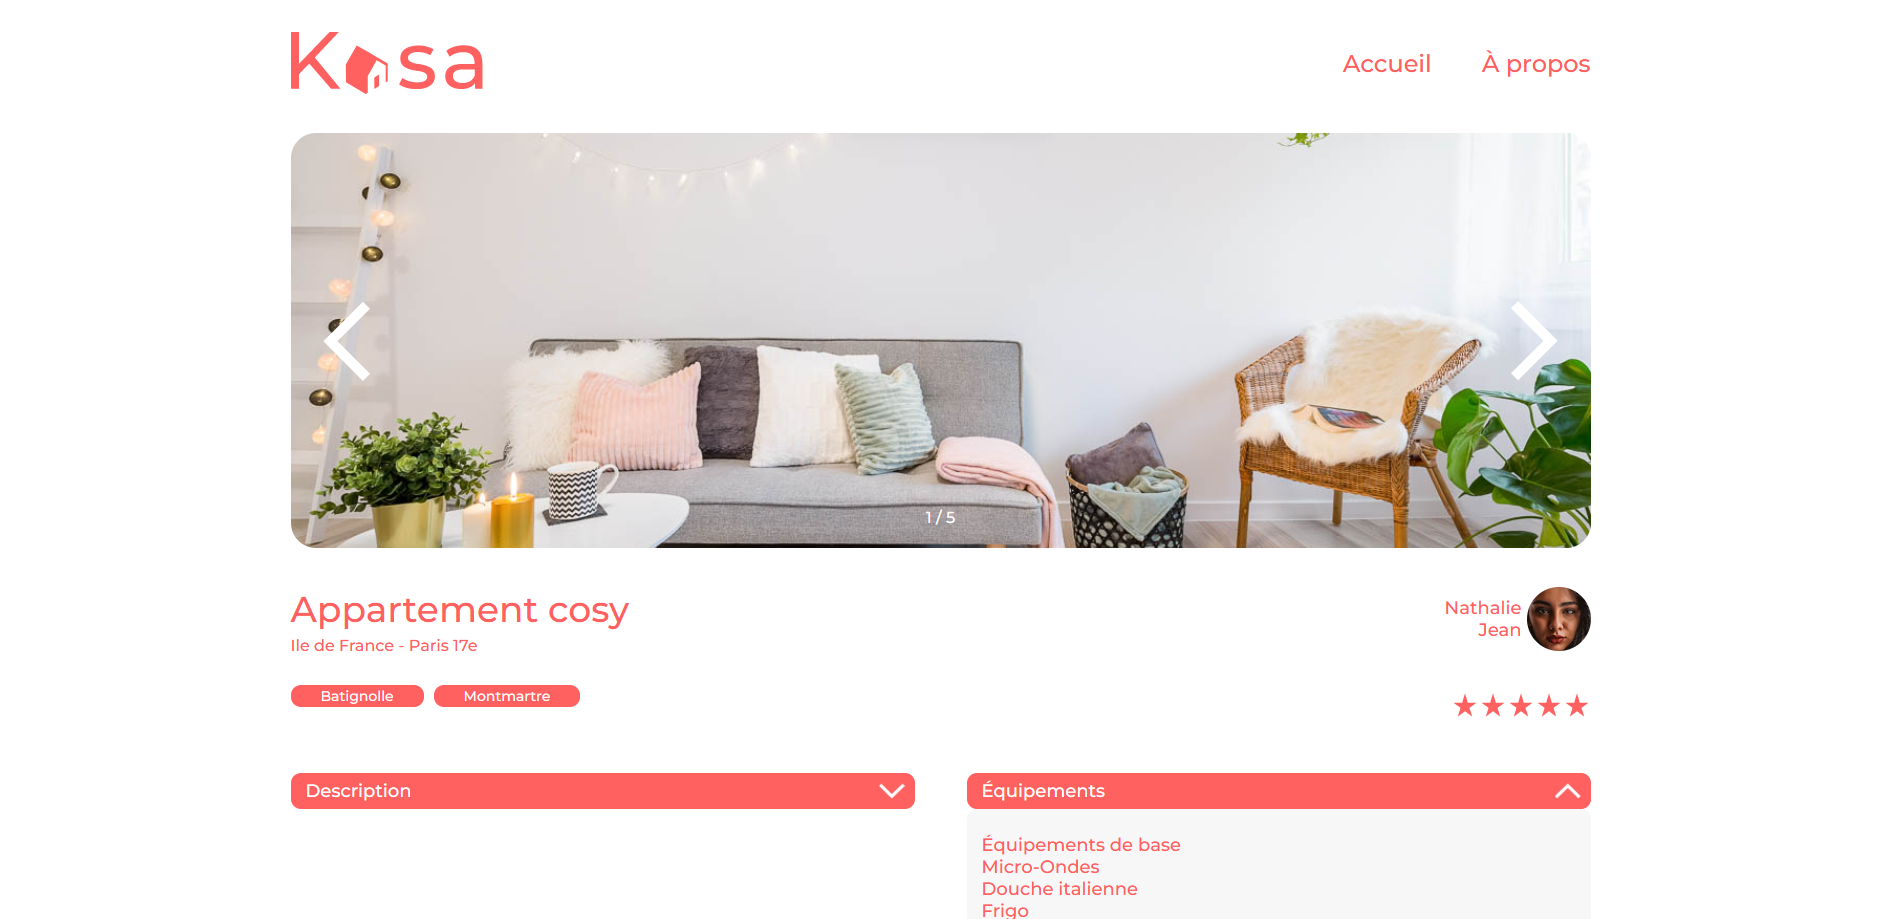 Kasa
Accueil À propos
1 / 5
Appartement cosy
Ile de France - Paris 17e
Nathalie
Jean
Batignolle Montmartre
Description
Équipements
Équipements de base
Micro-Ondes
Douche italienne
Frigo